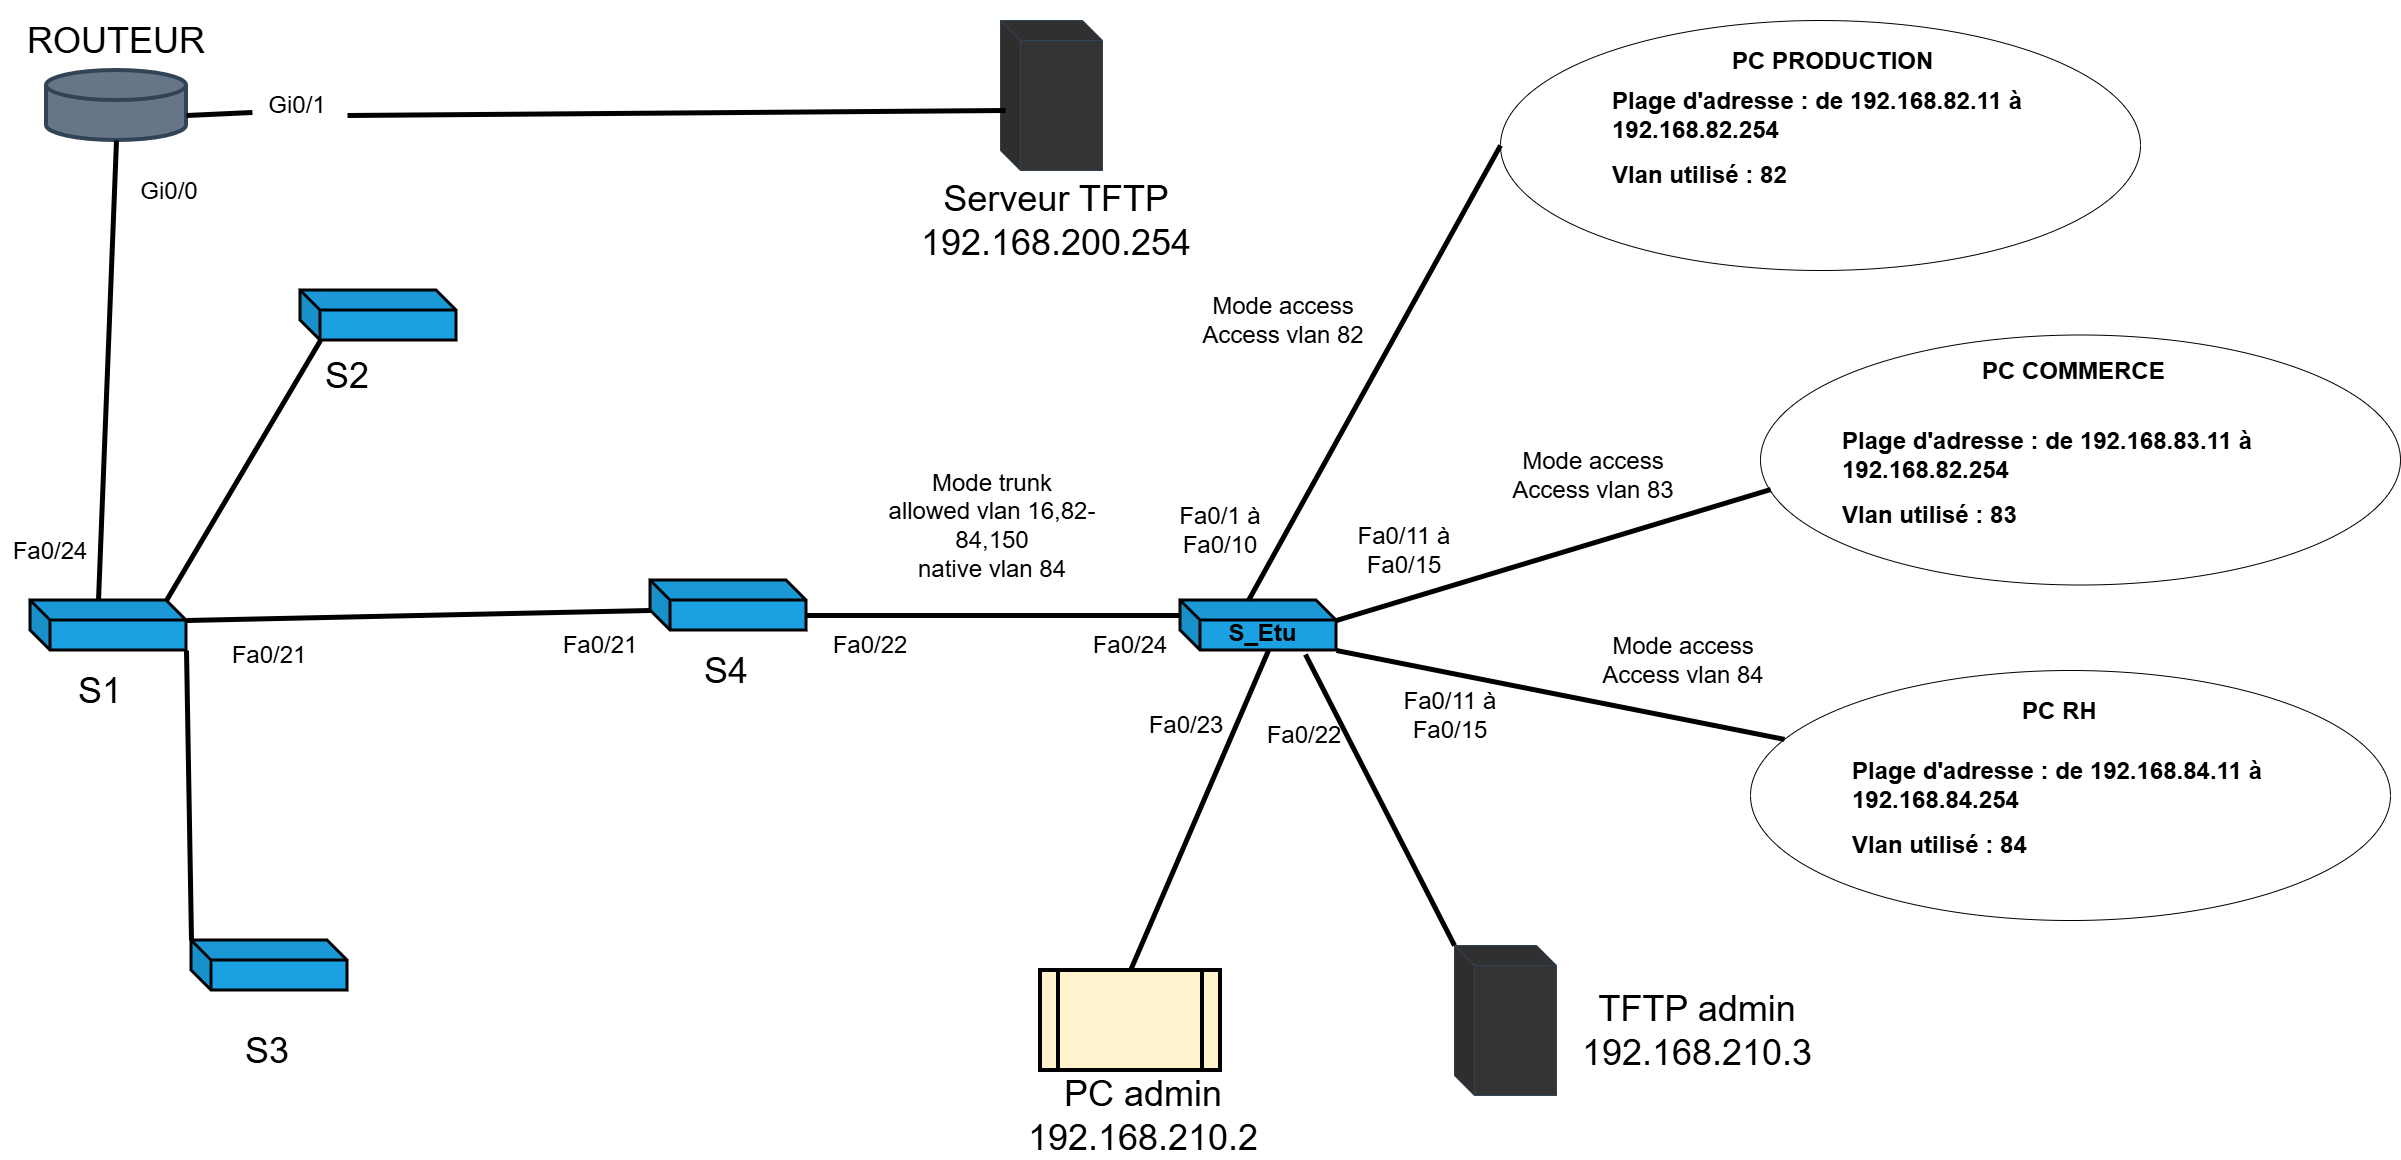 ROUTEUR
Gi0/1
Gi0/0
Serveur TFTP
192.168.200.254
PC PRODUCTION
Plage d'adresse : de 192.168.82.11 à
192.168.82.254
Vlan utilisé : 82
Mode access
Access vlan 82
S2
PC COMMERCE
Plage d'adresse : de 192.168.83.11 à
192.168.82.254
Vlan utilisé : 83
Mode access
Access vlan 83
Mode trunk
allowed vlan 16,82-
84,150
native vlan 84
Fa0/1 à
Fa0/10
Fa0/11 à
Fa0/15
Fa0/24
Fa0/21
S1
Fa0/21
S4
Fa0/22
Fa0/24
S_Etu
Mode access
Access vlan 84
Fa0/11 à
Fa0/15
Fa0/23
Fa0/22
PC RH
Plage d'adresse : de 192.168.84.11 à
192.168.84.254
Vlan utilisé : 84
S3
PC admin
192.168.210.2
TFTP admin
192.168.210.3